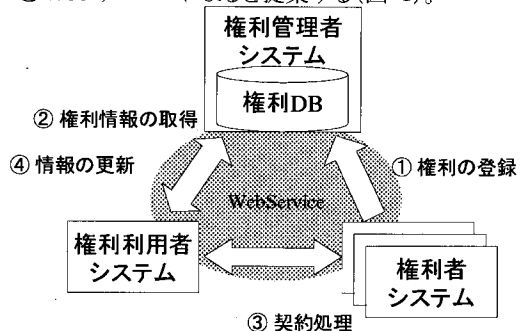 権利管理者
システム
権利DB
② 権利情報の取得
④ 情報の更新
① 権利の登録
WebService
権利利用者
システム
権利者
システム
③ 契約処理